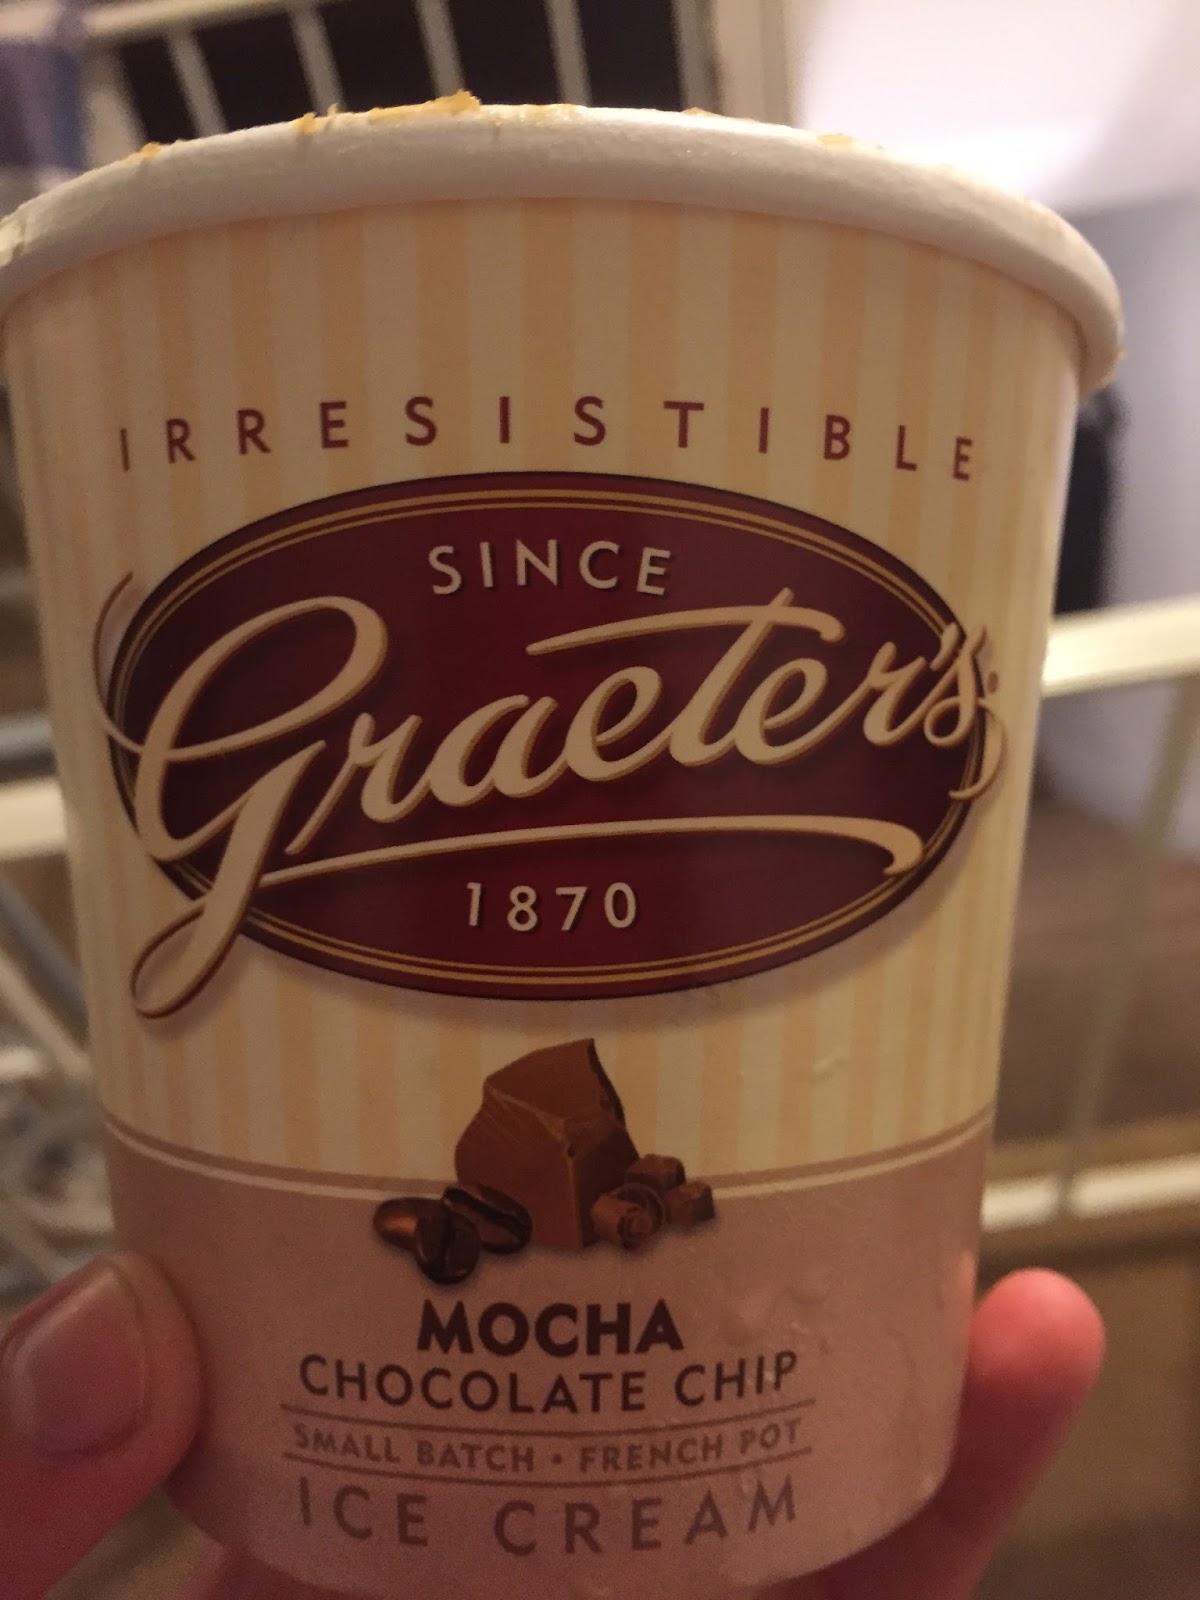 IRRESISTIBLE
SINCE
Graeter's
1870
MOCHA
CHOCOLATE CHIP
SMALL BATCH • FRENCH POT
ICE CREAM